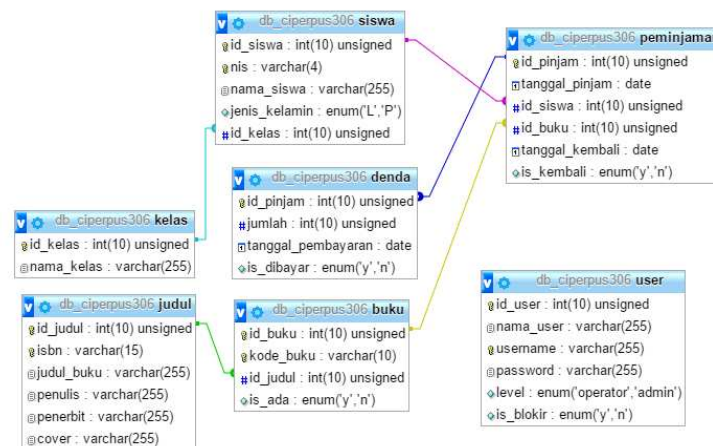 db_ciperpus306 siswa
id_siswa : int(10) unsigned
nis : varchar(4)
nama_siswa : varchar(255)
jenis_kelamin : enum('L','P')
#id_kelas : int(10) unsigned
db_ciperpus306 peminjaman
id_pinjam : int(10) unsigned
tanggal_pinjam : date
#id_siswa : int(10) unsigned
#id_buku : int(10) unsigned
tanggal_kembali : date
is_kembali : enum('y','n')
db_ciperpus306 denda
id_pinjam : int(10) unsigned
#jumlah : int(10) unsigned
tanggal_pembayaran : date
is_dibayar : enum('y','n')
db_ciperpus306 kelas
id_kelas : int(10) unsigned
nama_kelas : varchar(255)
db_ciperpus306 judul
id_judul : int(10) unsigned
isbn : varchar(15)
judul_buku : varchar(255)
penulis : varchar(255)
penerbit : varchar(255)
cover : varchar(255)
db_ciperpus306 buku
id_buku : int(10) unsigned
kode_buku : varchar(10)
#id_judul : int(10) unsigned
is_ada : enum('y','n')
db_ciperpus306 user
id_user : int(10) unsigned
nama_user : varchar(255)
username : varchar(255)
password : varchar(255)
level : enum('operator','admin')
is_blokir : enum('y','n')